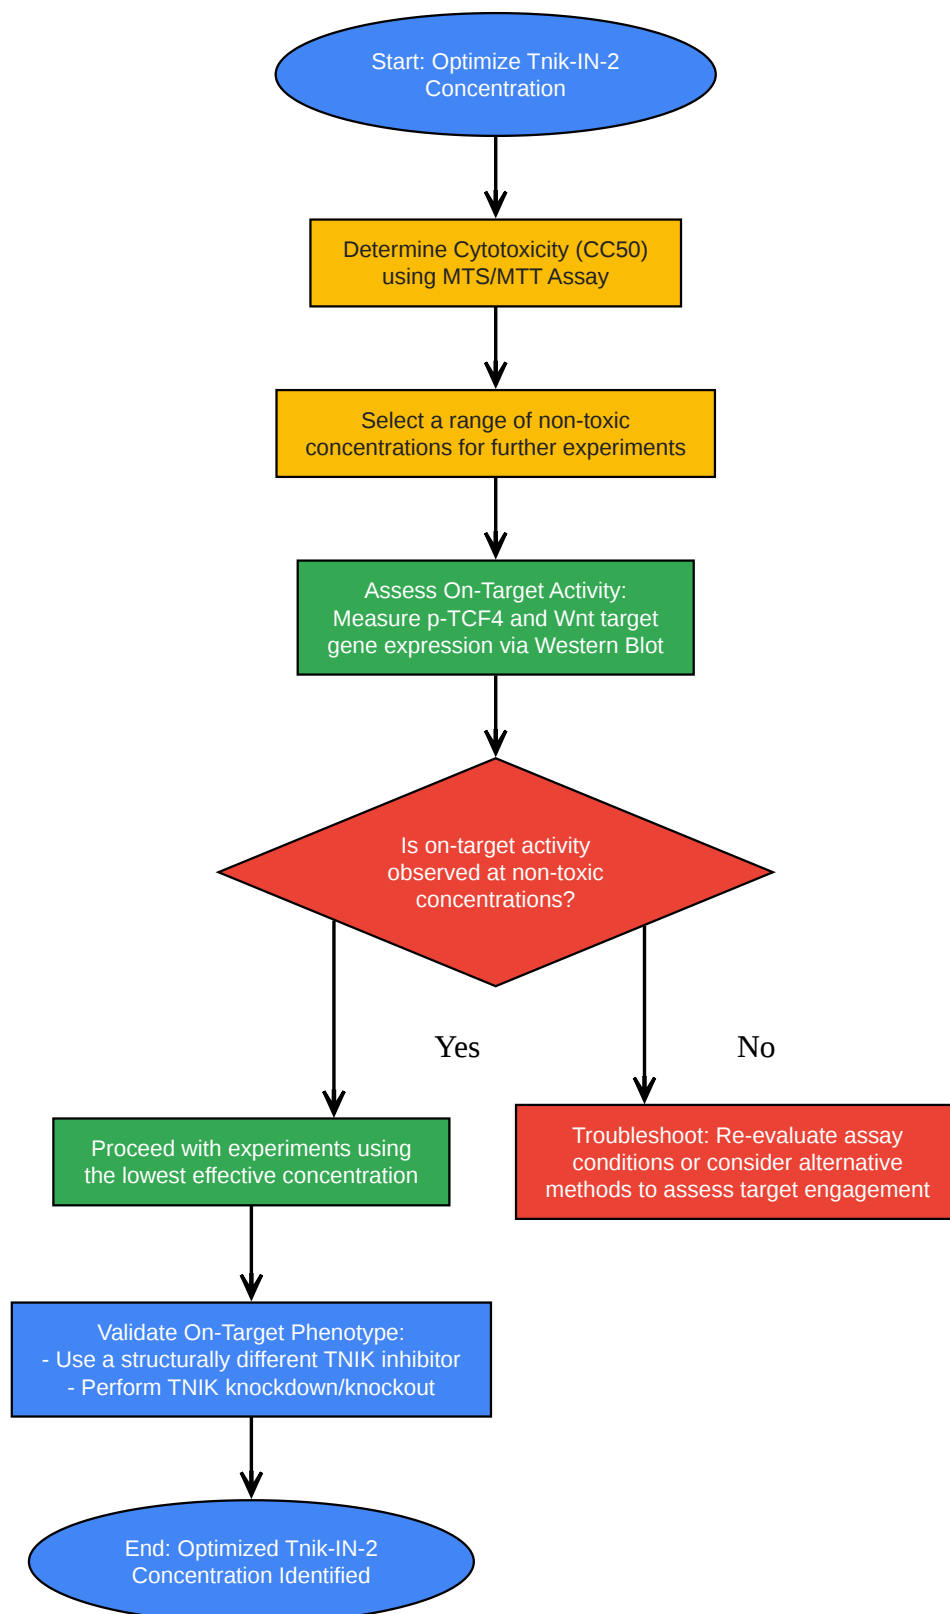 Start: Optimize Tnik-IN-2
Concentration
Determine Cytotoxicity (CC50)
using MTS/MTT Assay
Select a range of non-toxic
concentrations for further experiments
Assess On-Target Activity:
Measure p-TCF4 and Wnt target
gene expression via Western Blot
Is on-target activity
observed at non-toxic
concentrations?
Yes
No
Proceed with experiments using
the lowest effective concentration
Troubleshoot: Re-evaluate assay
conditions or consider alternative
methods to assess target engagement
Validate On-Target Phenotype:
- Use a structurally different TNIK inhibitor
- Perform TNIK knockdown/knockout
End: Optimized Tnik-IN-2
Concentration Identified